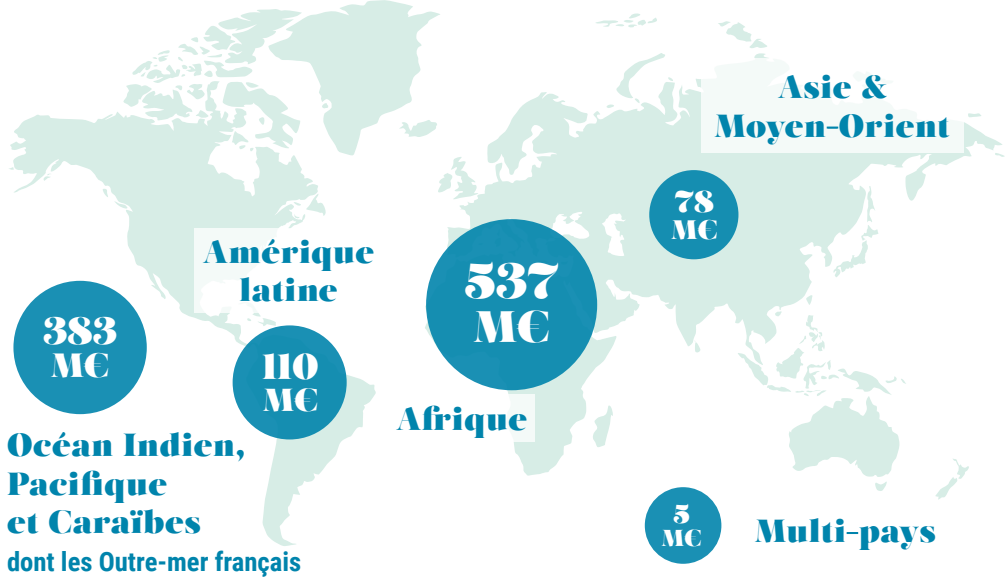 Asie &
Moyen-Orient
78
M€
Amérique
latine
537
M€
383
M€
110
M€
Afrique
Océan Indien,
Pacifique
et Caraïbes
dont les Outre-mer français
5
M€
Multi-pays